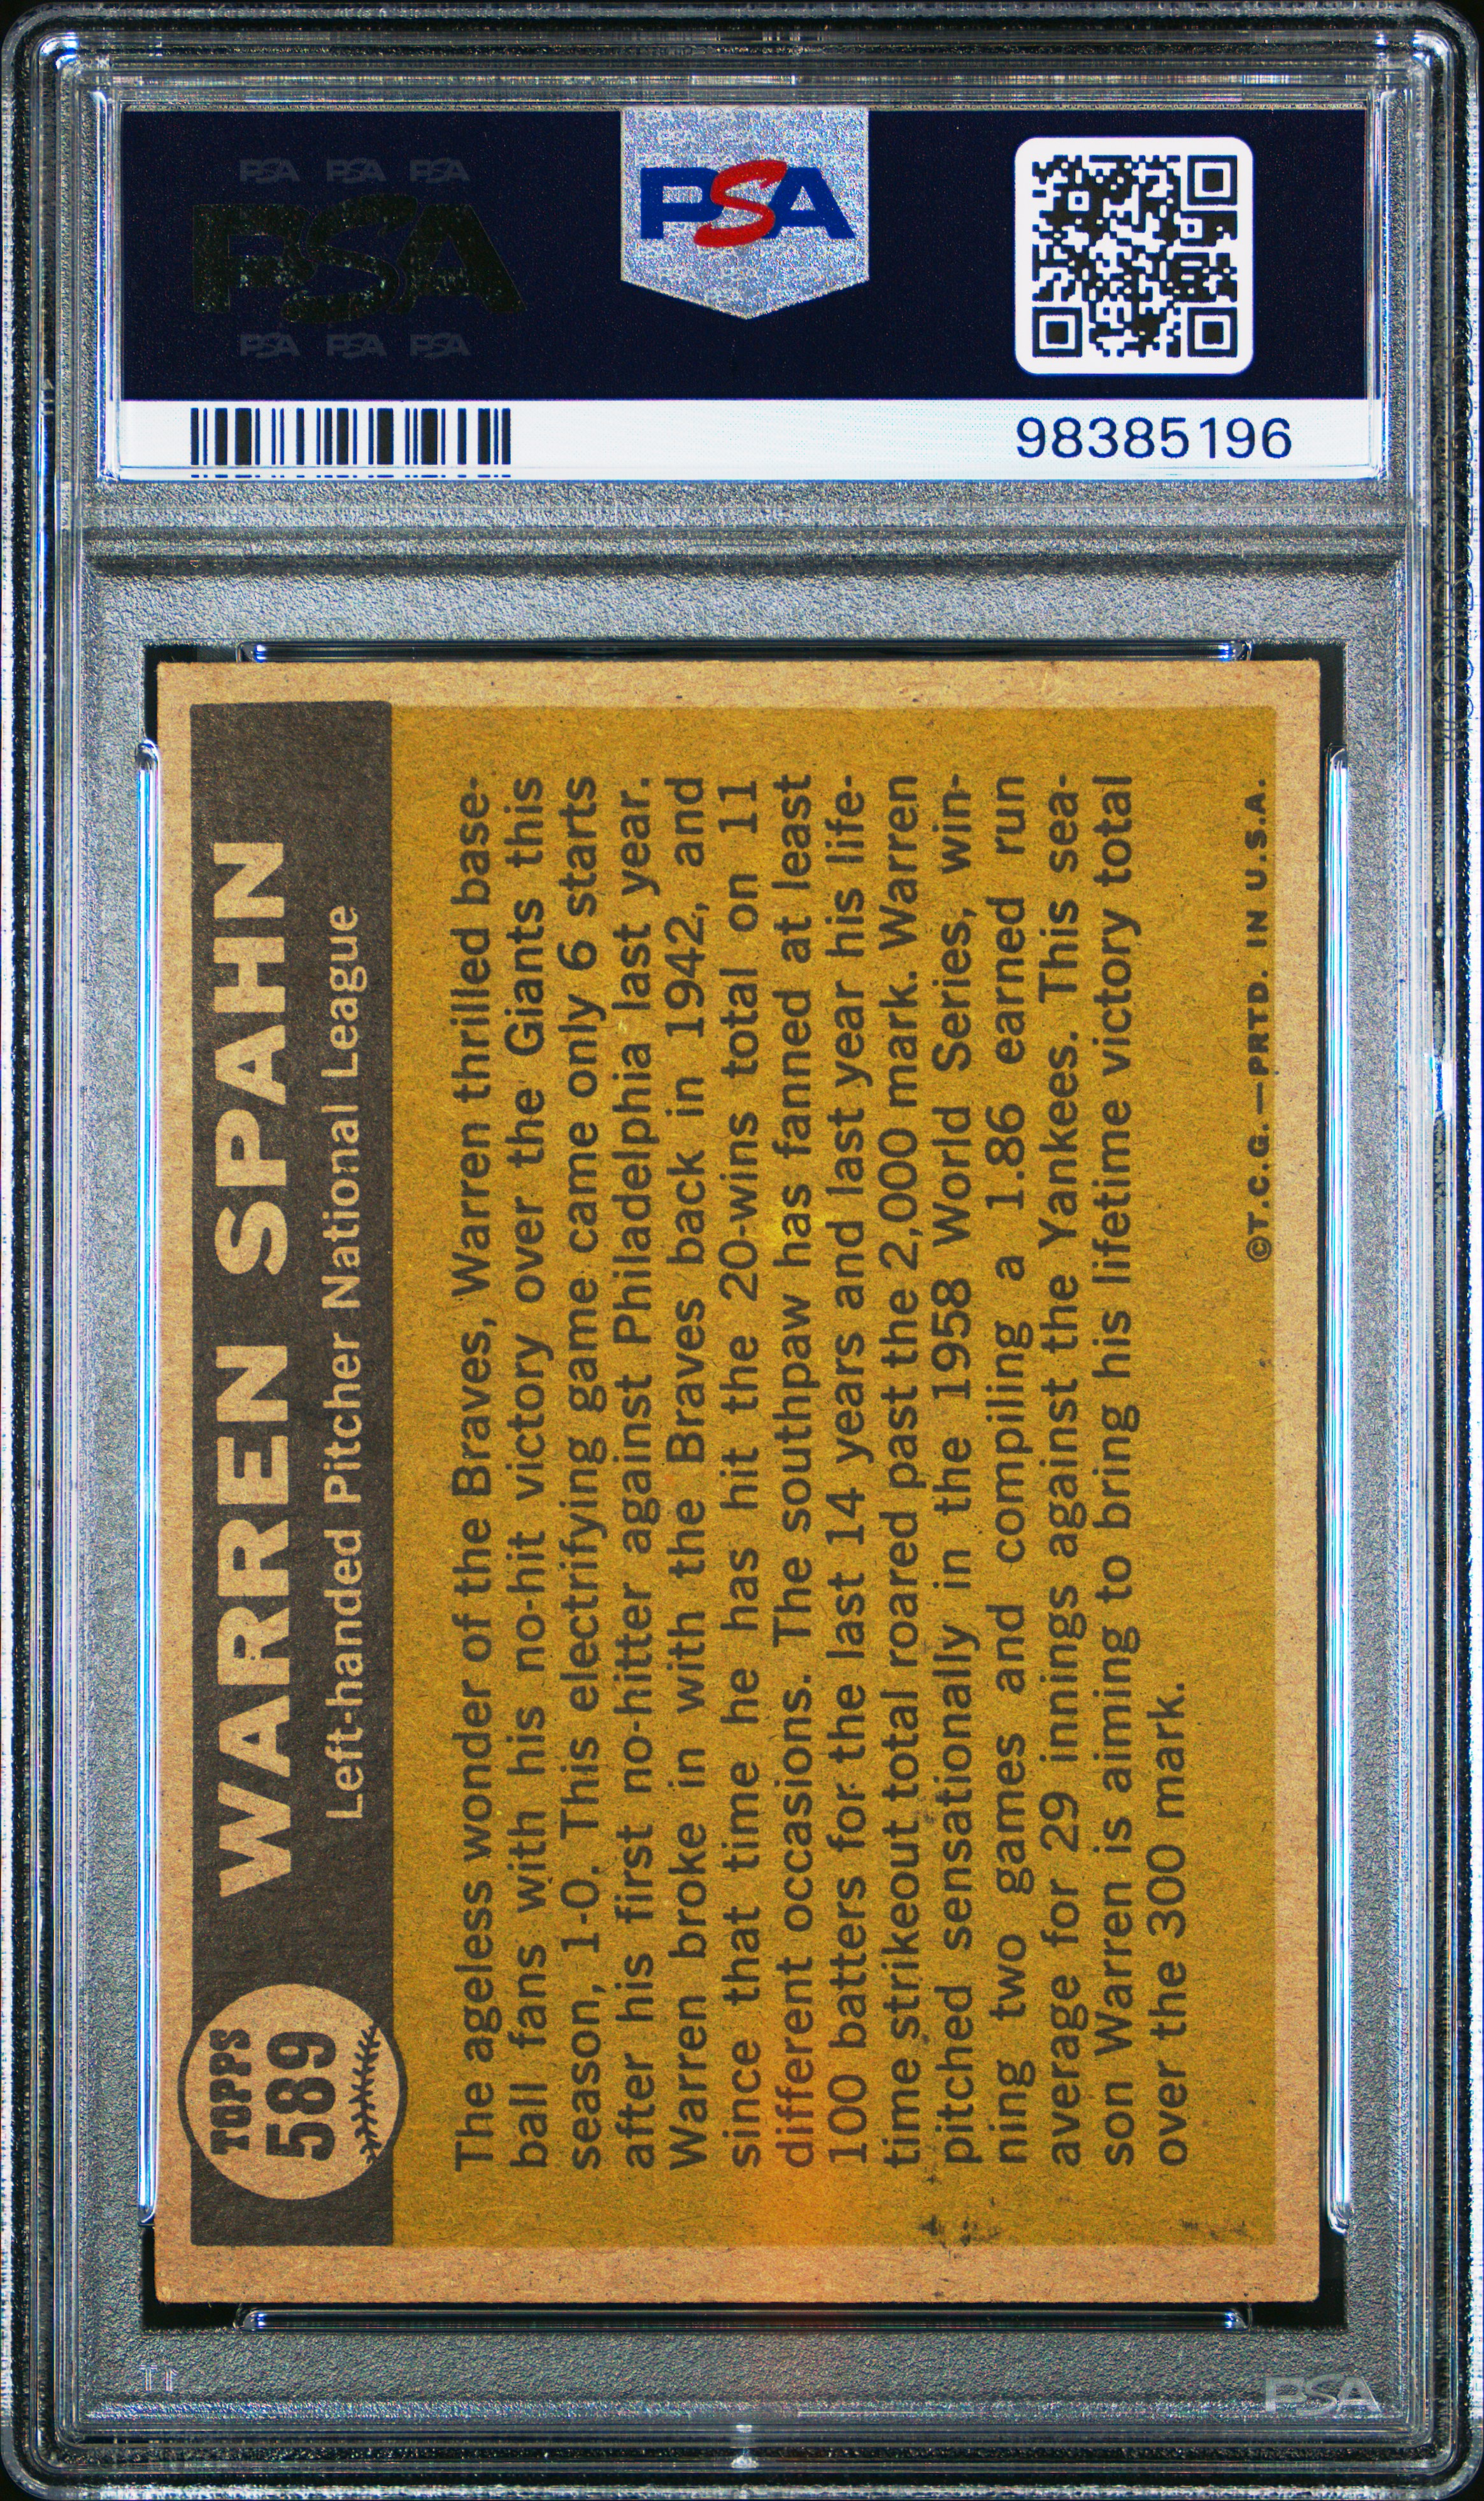 PSA PSA PSA
PSA
PSA PSA PSA
PSA
98385196
TOPPS
589
WARREN SPAHN
Left-handed Pitcher National League
The ageless wonder of the Braves, Warren thrilled base-
ball fans with his no-hit victory over the Giants this
season, 1-0. This electrifying game came only 6 starts
after his first no-hitter against Philadelphia last year.
Warren broke in with the Braves back in 1942, and
since that time he has hit the 20-wins total on 11
different occasions. The southpaw has fanned at least
100 batters for the last 14 years and last year his life-
time strikeout total roared past the 2,000 mark. Warren
pitched sensationally in the 1958 World Series, win-
ning two games and compiling a 1.86 earned run
average for 29 innings against the Yankees. This sea-
son Warren is aiming to bring his lifetime victory total
over the 300 mark.
©T.C.G.—PRTD. IN U.S.A.
PSA